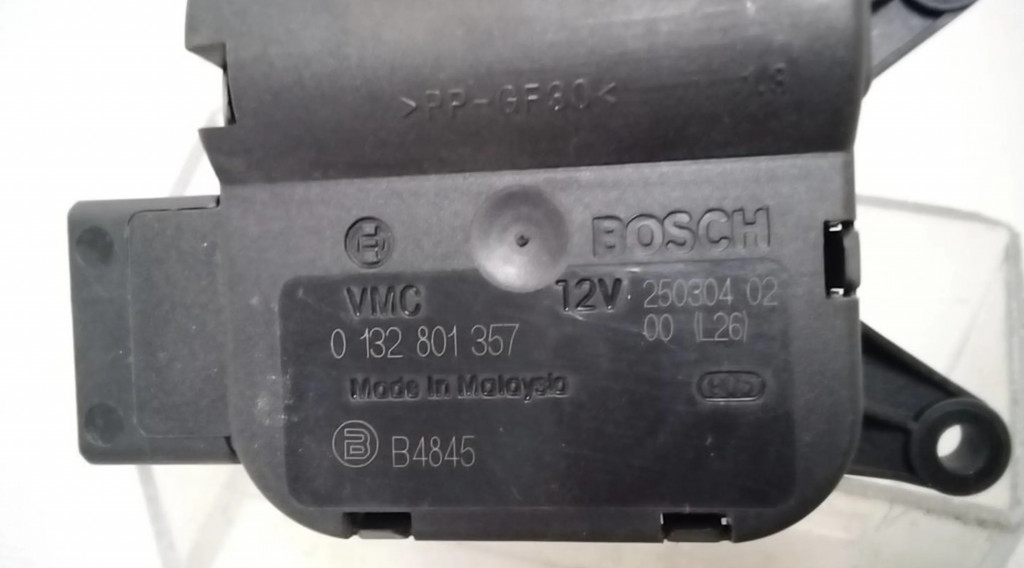 >PP-GF30<
BOSCH
VMC 12V 250304 02
0 132 801 357 00 (L26)
Made in Malaysia
B B4845